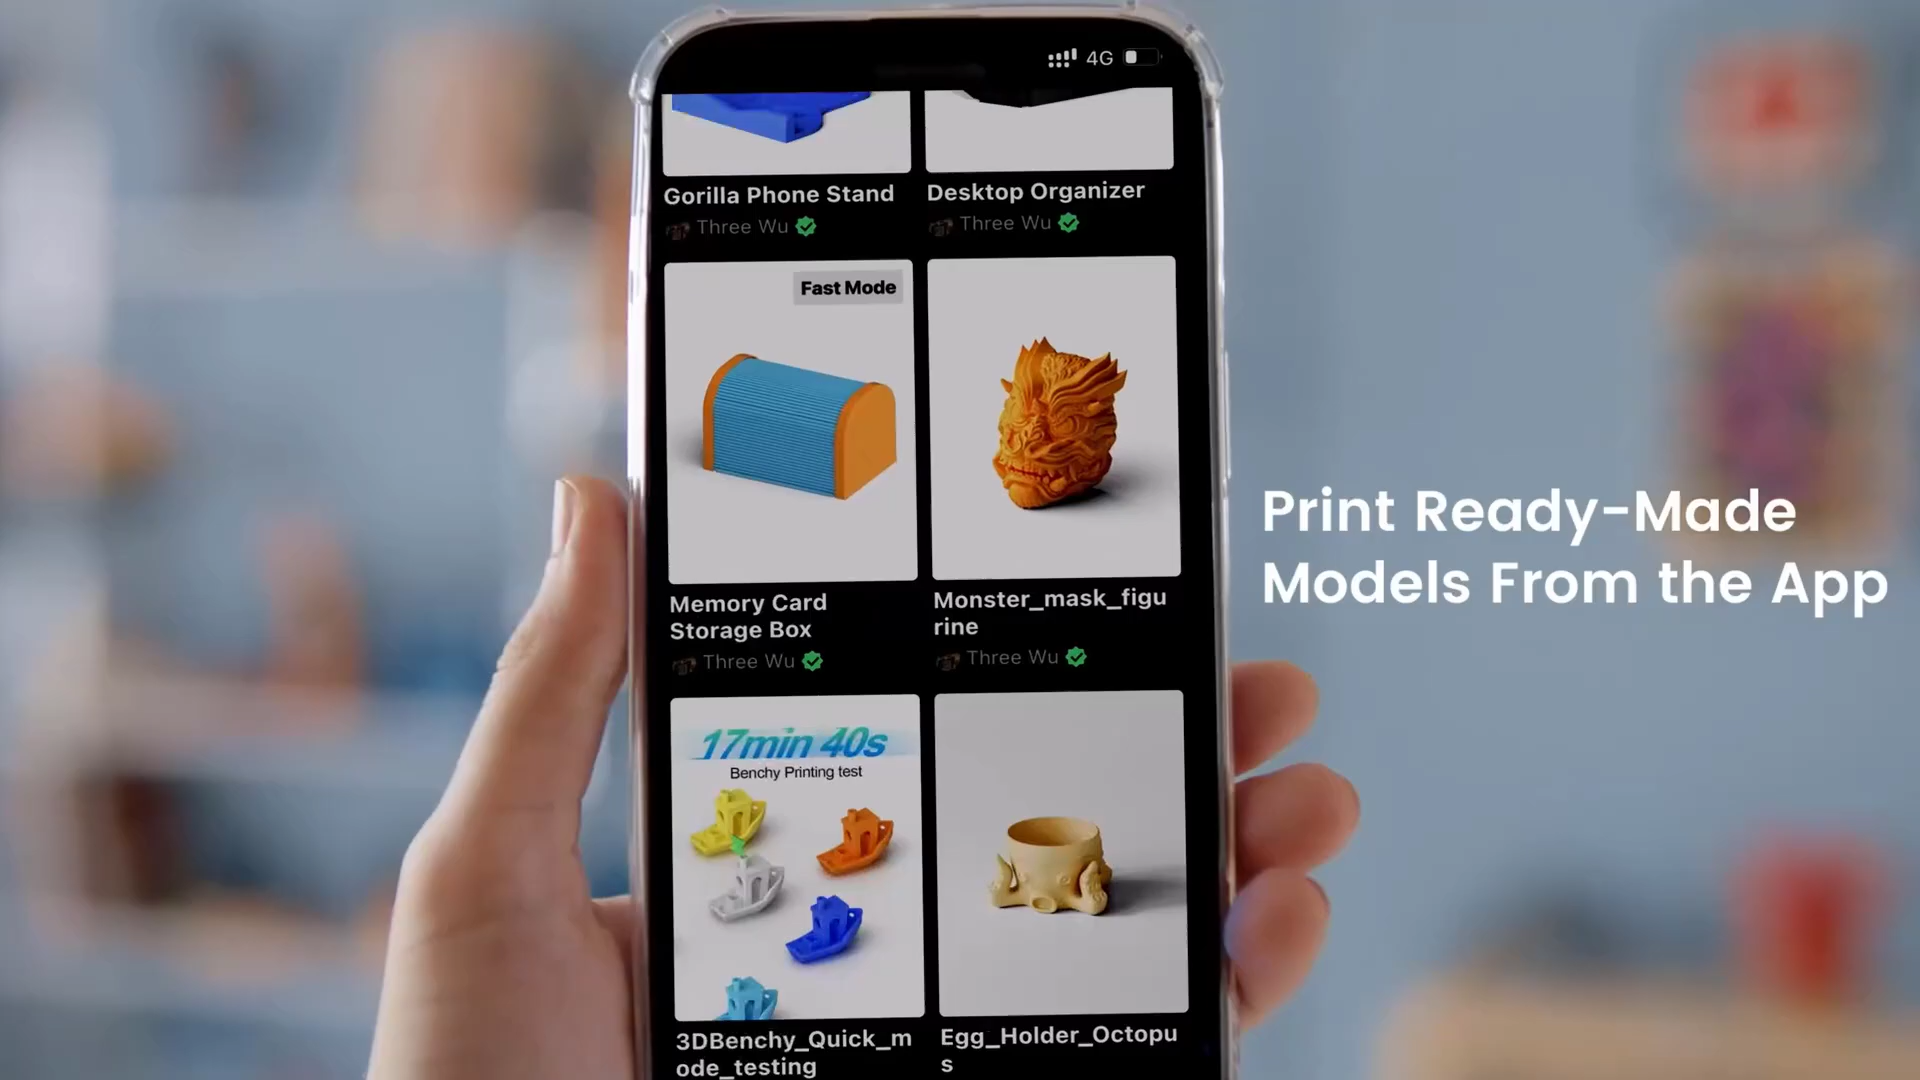 4G
Gorilla Phone Stand
Three Wu
Desktop Organizer
Three Wu
Fast Mode
Memory Card
Storage Box
Three Wu
Monster_mask_figu
rine
Three Wu
17min 40s
Benchy Printing test
3DBenchy_Quick_m
ode_testing
Egg_Holder_Octopu
s
Print Ready-Made
Models From the App